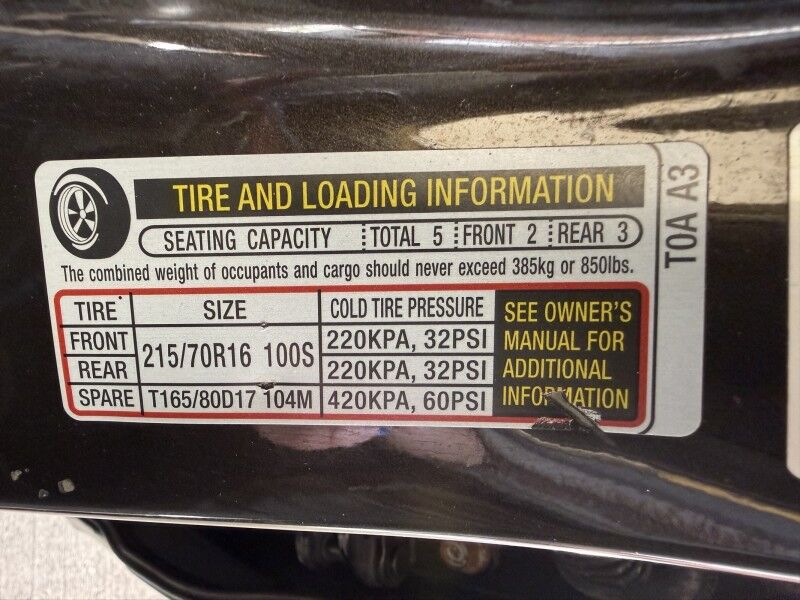 TIRE AND LOADING INFORMATION
SEATING CAPACITY TOTAL 5 FRONT 2 REAR 3
The combined weight of occupants and cargo should never exceed 385kg or 850lbs.
TIRE SIZE COLD TIRE PRESSURE
FRONT 215/70R16 100S 220KPA, 32PSI
REAR 220KPA, 32PSI
SPARE T165/80D17 104M 420KPA, 60PSI
SEE OWNER'S
MANUAL FOR
ADDITIONAL
INFORMATION
T0A A3